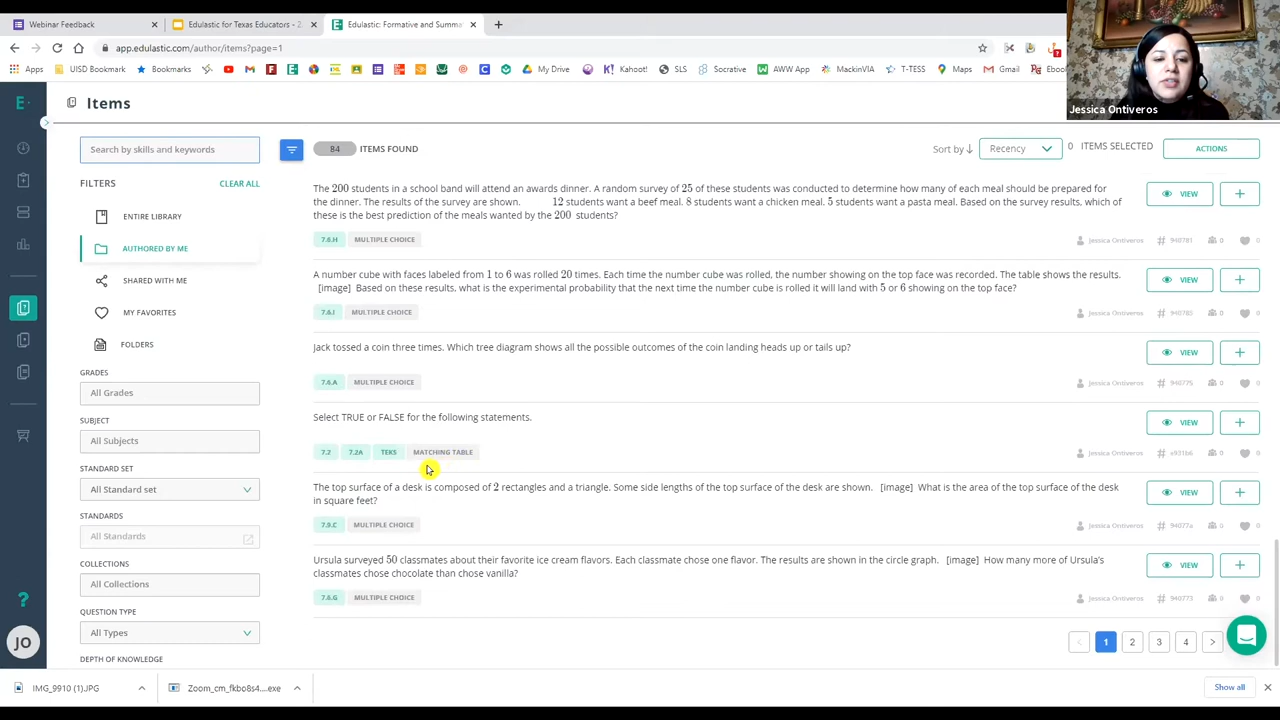 Webinar Feedback
Edulastic for Texas Educators - 2
Edulastic: Formative and Summa
app.edulastic.com/author/items?page=1
Apps
UISD Bookmark
Bookmarks
My Drive
Kahoot!
SLS
Socrative
AWW App
MackinVIA
T-TESS
Maps
Gmail
Ebook
Jessica Ontiveros
Items
Search by skills and keywords
84 ITEMS FOUND
Sort by
Recency
0 ITEMS SELECTED
ACTIONS
FILTERS
CLEAR ALL
ENTIRE LIBRARY
AUTHORED BY ME
SHARED WITH ME
MY FAVORITES
FOLDERS
GRADES
All Grades
SUBJECT
All Subjects
STANDARD SET
All Standard set
STANDARDS
All Standards
COLLECTIONS
All Collections
QUESTION TYPE
All Types
DEPTH OF KNOWLEDGE
The 200 students in a school band will attend an awards dinner. A random survey of 25 of these students was conducted to determine how many of each meal should be prepared for
the dinner. The results of the survey are shown. 12 students want a beef meal. 8 students want a chicken meal. 5 students want a pasta meal. Based on the survey results, which of
these is the best prediction of the meals wanted by the 200 students?
VIEW
7.6.H MULTIPLE CHOICE
Jessica Ontiveros # 940781 0 0
A number cube with faces labeled from 1 to 6 was rolled 20 times. Each time the number cube was rolled, the number showing on the top face was recorded. The table shows the results.
[image] Based on these results, what is the experimental probability that the next time the number cube is rolled it will land with 5 or 6 showing on the top face?
VIEW
7.6.I MULTIPLE CHOICE
Jessica Ontiveros # 940785 0 0
Jack tossed a coin three times. Which tree diagram shows all the possible outcomes of the coin landing heads up or tails up?
VIEW
7.6.A MULTIPLE CHOICE
Jessica Ontiveros # 940776 0 0
Select TRUE or FALSE for the following statements.
VIEW
7.2 7.2A TEKS MATCHING TABLE
Jessica Ontiveros # e931b6 0 0
The top surface of a desk is composed of 2 rectangles and a triangle. Some side lengths of the top surface of the desk are shown. [image] What is the area of the top surface of the desk
in square feet?
VIEW
7.9.C MULTIPLE CHOICE
Jessica Ontiveros # 94077a 0 0
Ursula surveyed 50 classmates about their favorite ice cream flavors. Each classmate chose one flavor. The results are shown in the circle graph. [image] How many more of Ursula's
classmates chose chocolate than chose vanilla?
VIEW
7.6.G MULTIPLE CHOICE
Jessica Ontiveros # 940773 0 0
1 2 3 4
JO
IMG_9910 (1).JPG
Zoom_cm_fkbo8s4....exe
Show all